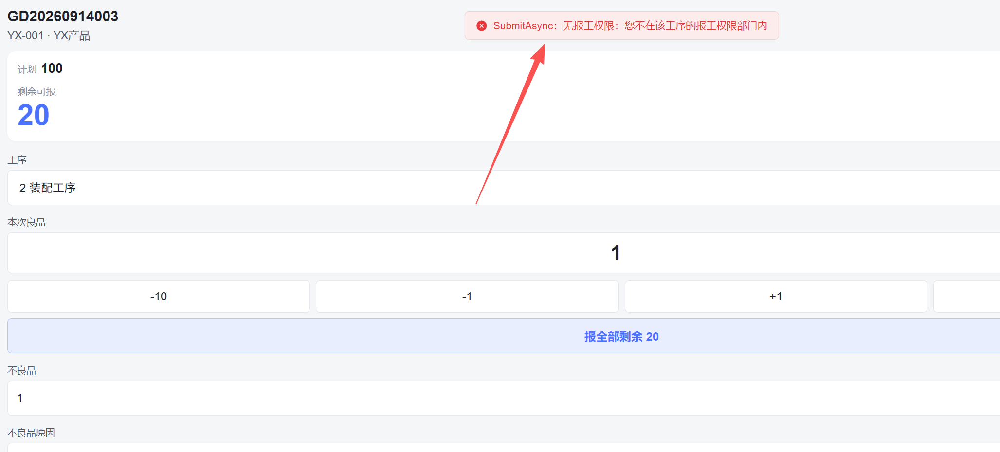 GD20260914003
YX-001 · YX产品
SubmitAsync：无报工权限：您不在该工序的报工权限部门内
计划 100
剩余可报
20
工序
2 装配工序
本次良品
1
-10
-1
+1
报全部剩余 20
不良品
1
不良品原因